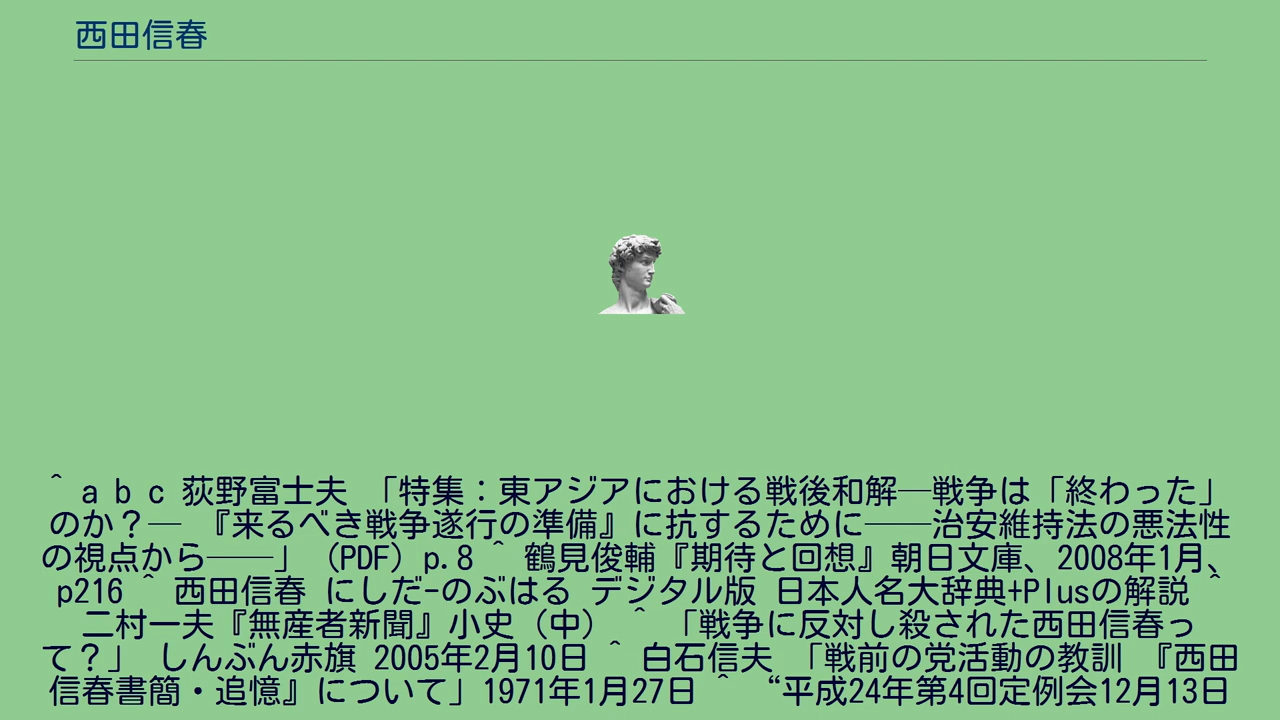 西田信春
^ a b c 荻野富士夫 「特集：東アジアにおける戦後和解―戦争は「終わった」
のか？― 『来るべき戦争遂行の準備』に抗するために――治安維持法の悪法性
の視点から――」（PDF）p.8 ^ 鶴見俊輔『期待と回想』朝日文庫、2008年1月、
p216 ^ 西田信春 にしだ-のぶはる デジタル版 日本人名大辞典+Plusの解説 ^
二村一夫『無産者新聞』小史（中） ^ 「戦争に反対し殺された西田信春っ
て？」 しんぶん赤旗 2005年2月10日 ^ 白石信夫 「戦前の党活動の教訓 『西田
信春書簡・追憶』について」1971年1月27日 ^ “平成24年第4回定例会12月13日